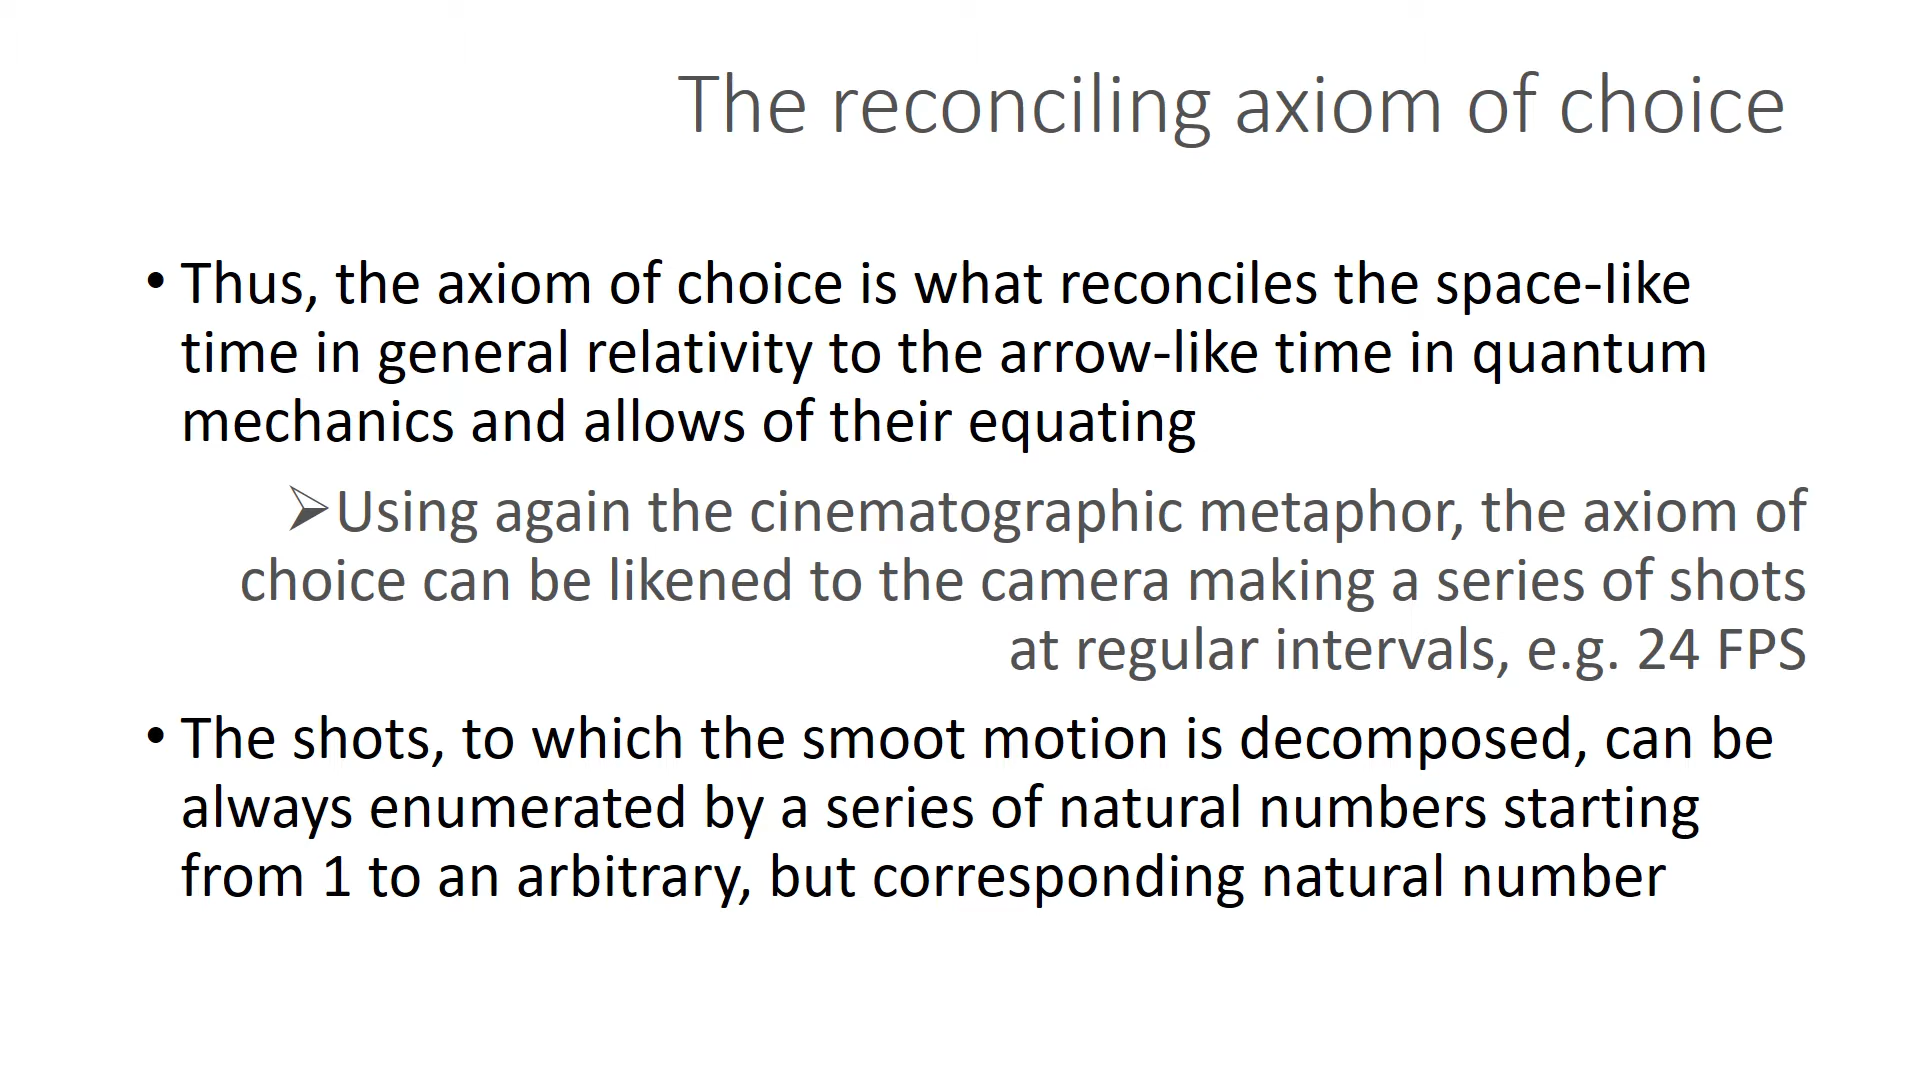 The reconciling axiom of choice
• Thus, the axiom of choice is what reconciles the space-like
time in general relativity to the arrow-like time in quantum
mechanics and allows of their equating
➢Using again the cinematographic metaphor, the axiom of
choice can be likened to the camera making a series of shots
at regular intervals, e.g. 24 FPS
• The shots, to which the smoot motion is decomposed, can be
always enumerated by a series of natural numbers starting
from 1 to an arbitrary, but corresponding natural number